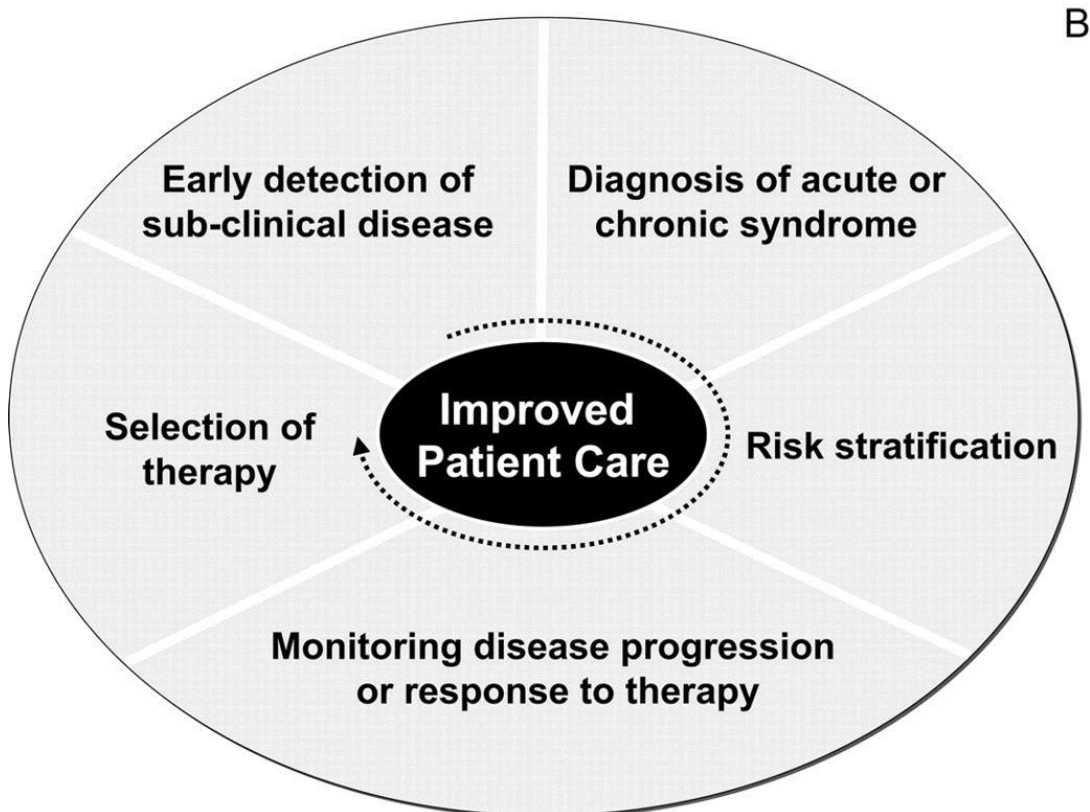 B
Early detection of
sub-clinical disease
Diagnosis of acute or
chronic syndrome
Improved
Patient Care
Selection of
therapy
Risk stratification
Monitoring disease progression
or response to therapy